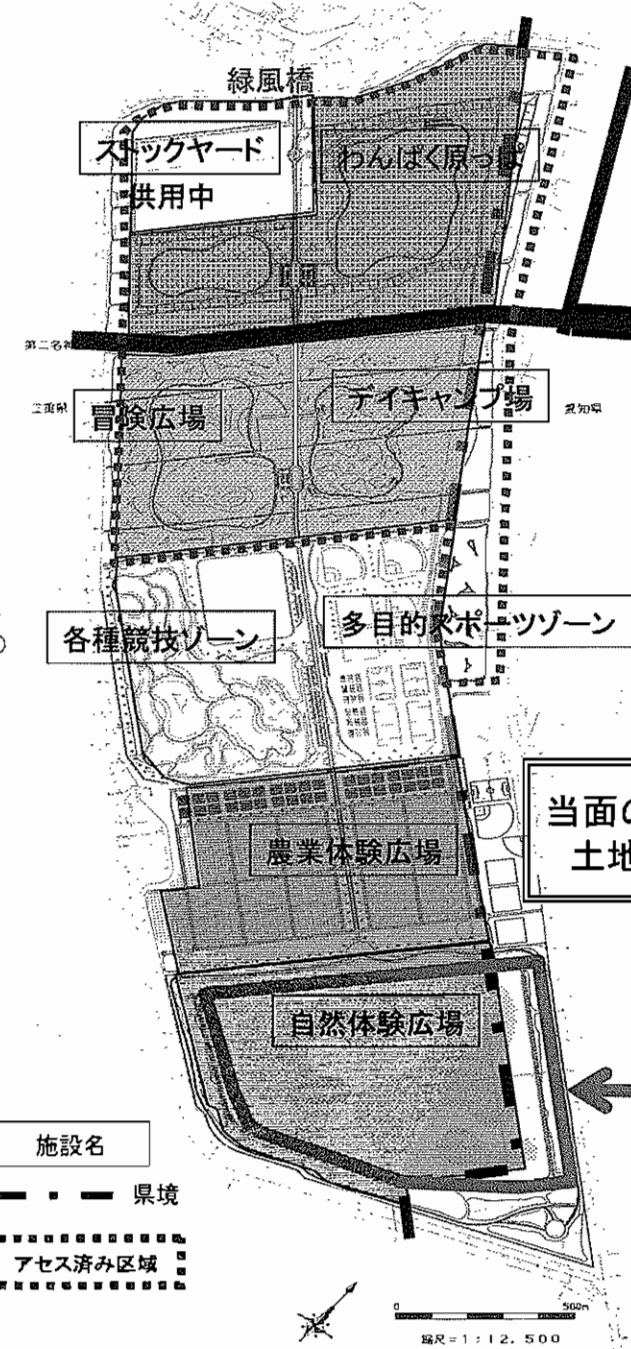 緑風橋
ストックヤード
供用中
わんぱく原っぱ
第二名神
三重県
愛知県
冒険広場
デイキャンプ場
各種競技ゾーン
多目的スポーツゾーン
当面の
土地
農業体験広場
自然体験広場
施設名
県境
アセス済み区域
0 500m
縮尺=1:12,500